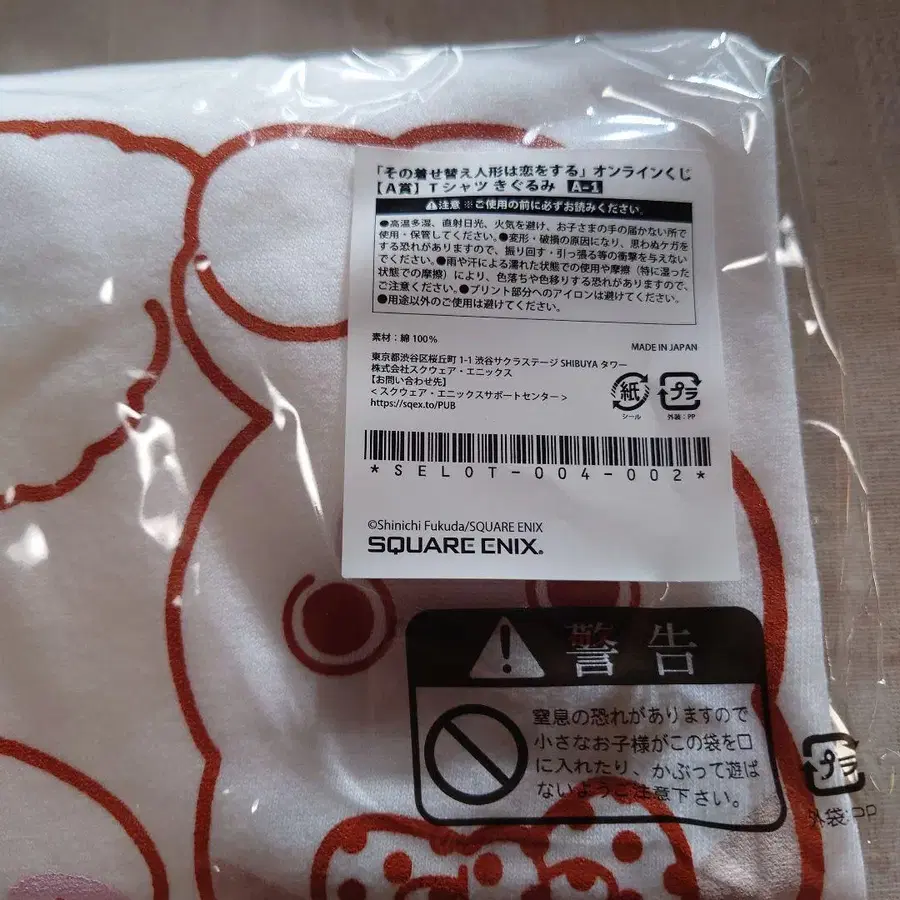 「その着せ替え人形は恋をする」オンラインくじ
【A賞】Tシャツ きぐるみ A-1
⚠注意 ※ご使用の前に必ずお読みください。
●高温多湿、直射日光、火気を避け、お子さまの手の届かない所で
使用・保管してください。●変形・破損の原因になり、思わぬケガを
する恐れがありますので、振り回す・引っ張る等の衝撃を与えない
でください。●雨や汗による濡れた状態での使用や摩擦（特に湿った
状態での摩擦）により、色落ちや色移りする恐れがありますので、
ご注意ください。●プリント部分へのアイロンは避けてください。
●用途以外のご使用は避けてください。
素材：綿100%
MADE IN JAPAN
東京都渋谷区桜丘町1-1 渋谷サクラステージ SHIBUYA タワー
株式会社スクウェア・エニックス
【お問い合わせ先】
＜スクウェア・エニックスサポートセンター＞
https://sqex.to/PUB
紙
シール
プラ
外装：PP
*SEL0T-004-002*
©Shinichi Fukuda/SQUARE ENIX
SQUARE ENIX®
警告
窒息の恐れがありますので
小さなお子様がこの袋を口
に入れたり、かぶって遊ば
ないようご注意下さい。
プラ
外袋:PP